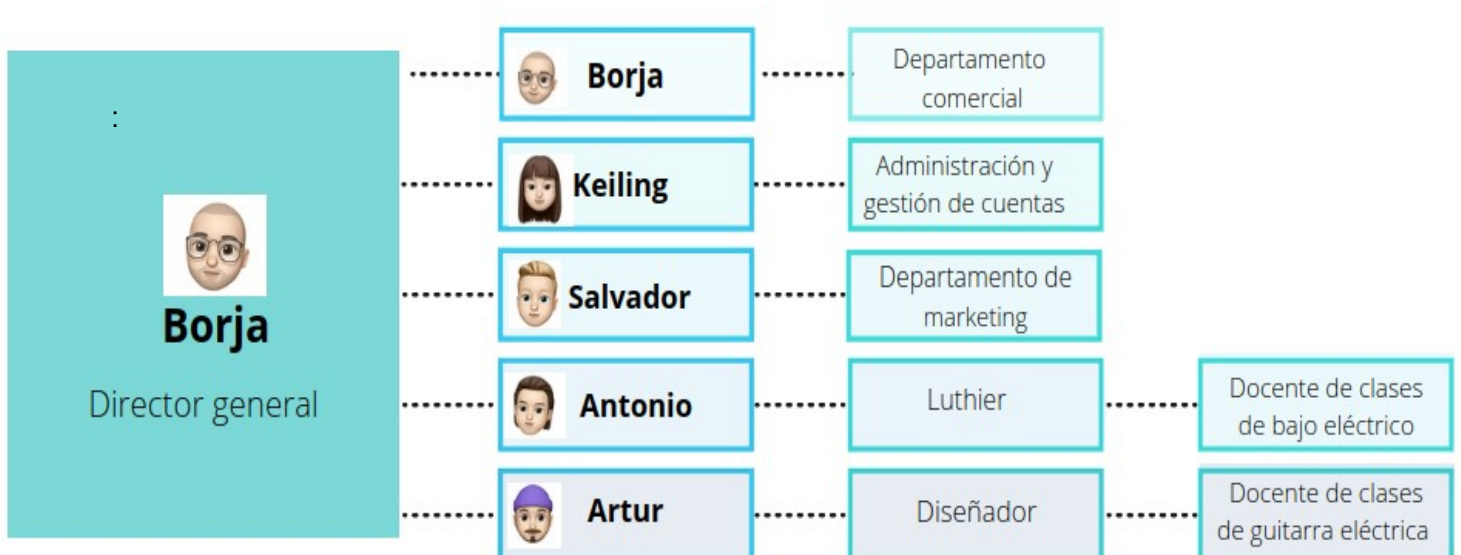 :
Borja
Director general
Borja
Departamento
comercial
Keiling
Administración y
gestión de cuentas
Salvador
Departamento de
marketing
Antonio
Luthier
Docente de clases
de bajo eléctrico
Artur
Diseñador
Docente de clases
de guitarra eléctrica